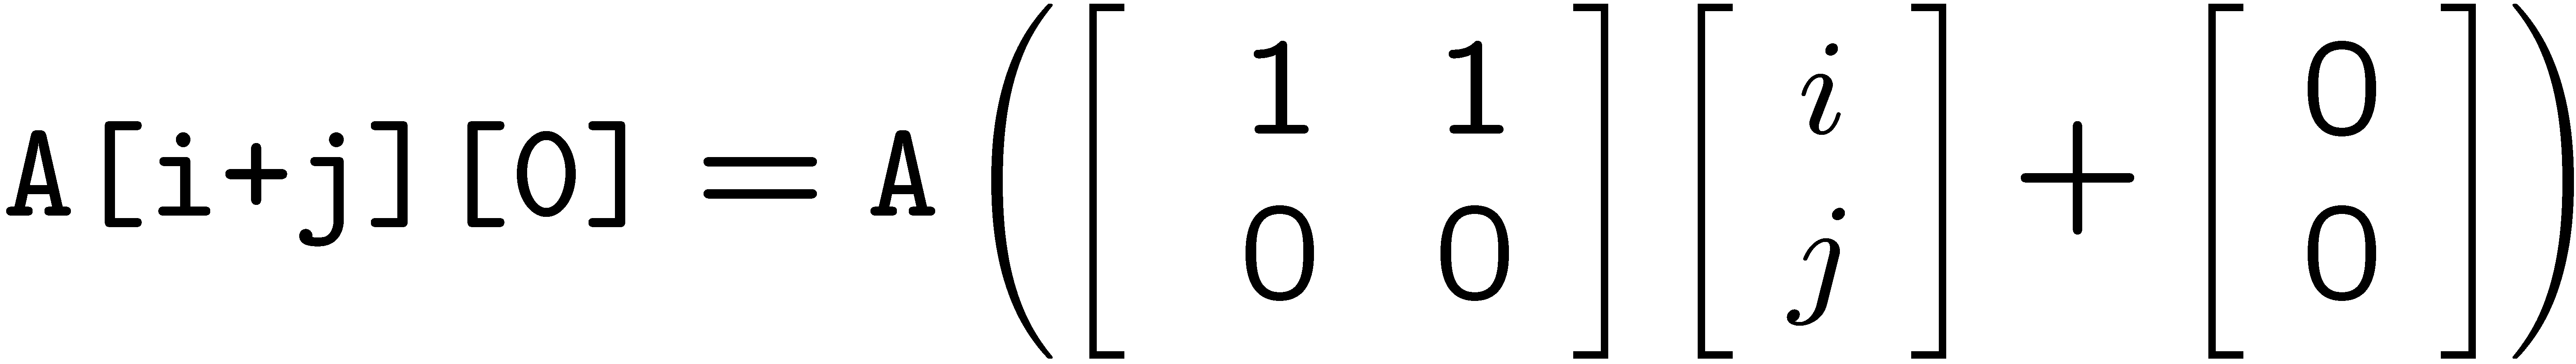 A[i+j][0] = A ( [ 1 1 ; 0 0 ] [ i ; j ] + [ 0 ; 0 ] )